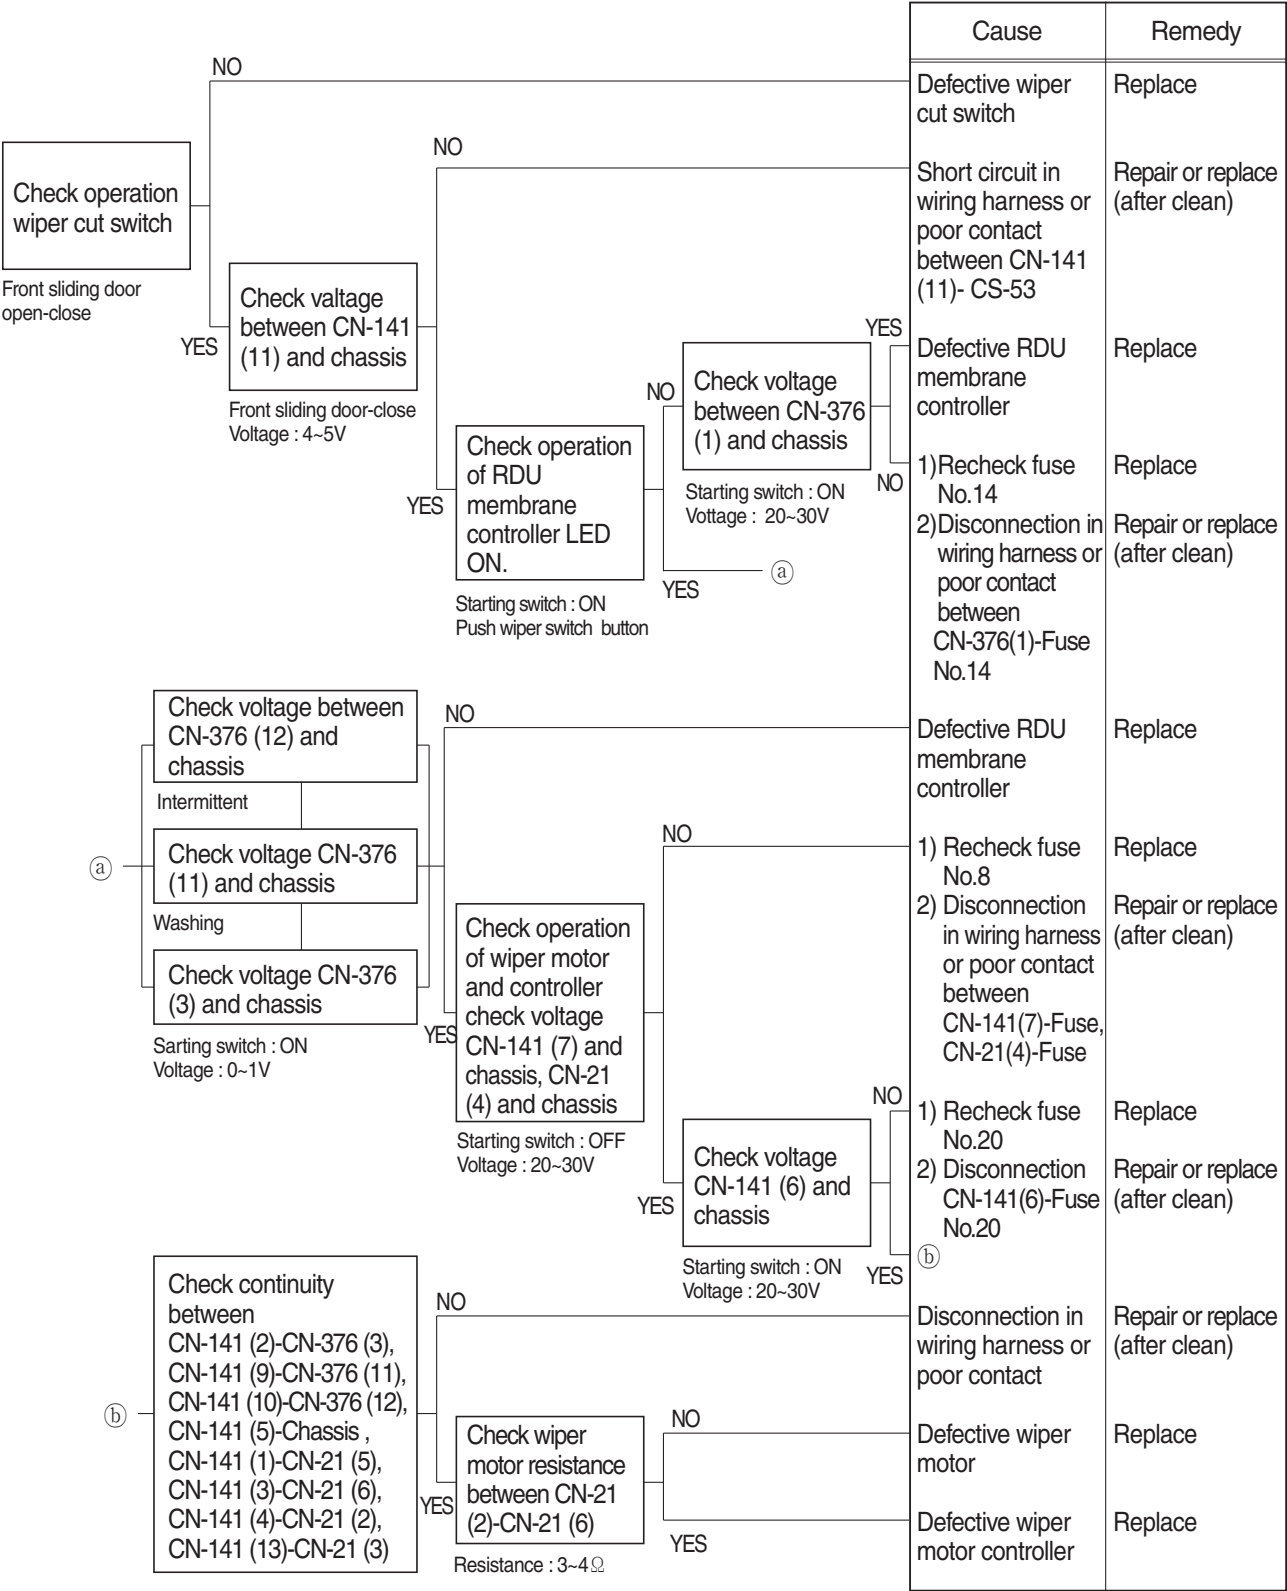 Cause
Remedy
NO
Defective wiper
cut switch
Replace
Check operation
wiper cut switch
Front sliding door
open-close
NO
Short circuit in
wiring harness or
poor contact
between CN-141
(11)- CS-53
Repair or replace
(after clean)
YES
Check valtage
between CN-141
(11) and chassis
Front sliding door-close
Voltage : 4~5V
YES
Check operation
of RDU
membrane
controller LED
ON.
Starting switch : ON
Push wiper switch button
NO
Check voltage
between CN-376
(1) and chassis
Starting switch : ON
Vottage : 20~30V
YES
Defective RDU
membrane
controller
Replace
NO
1)Recheck fuse
No.14
Replace
2)Disconnection in
wiring harness or
poor contact
between
CN-376(1)-Fuse
No.14
Repair or replace
(after clean)
YES
ⓐ
ⓐ
Check voltage between
CN-376 (12) and
chassis
Intermittent
Check voltage CN-376
(11) and chassis
Washing
Check voltage CN-376
(3) and chassis
Sarting switch : ON
Voltage : 0~1V
NO
Defective RDU
membrane
controller
Replace
YES
Check operation
of wiper motor
and controller
check voltage
CN-141 (7) and
chassis, CN-21
(4) and chassis
Starting switch : OFF
Voltage : 20~30V
NO
1) Recheck fuse
No.8
Replace
2) Disconnection
in wiring harness
or poor contact
between
CN-141(7)-Fuse,
CN-21(4)-Fuse
Repair or replace
(after clean)
YES
Check voltage
CN-141 (6) and
chassis
Starting switch : ON
Voltage : 20~30V
NO
1) Recheck fuse
No.20
Replace
2) Disconnection
CN-141(6)-Fuse
No.20
Repair or replace
(after clean)
YES
ⓑ
ⓑ
Check continuity
between
CN-141 (2)-CN-376 (3),
CN-141 (9)-CN-376 (11),
CN-141 (10)-CN-376 (12),
CN-141 (5)-Chassis ,
CN-141 (1)-CN-21 (5),
CN-141 (3)-CN-21 (6),
CN-141 (4)-CN-21 (2),
CN-141 (13)-CN-21 (3)
NO
Disconnection in
wiring harness or
poor contact
Repair or replace
(after clean)
YES
Check wiper
motor resistance
between CN-21
(2)-CN-21 (6)
Resistance : 3~4Ω
NO
Defective wiper
motor
Replace
YES
Defective wiper
motor controller
Replace